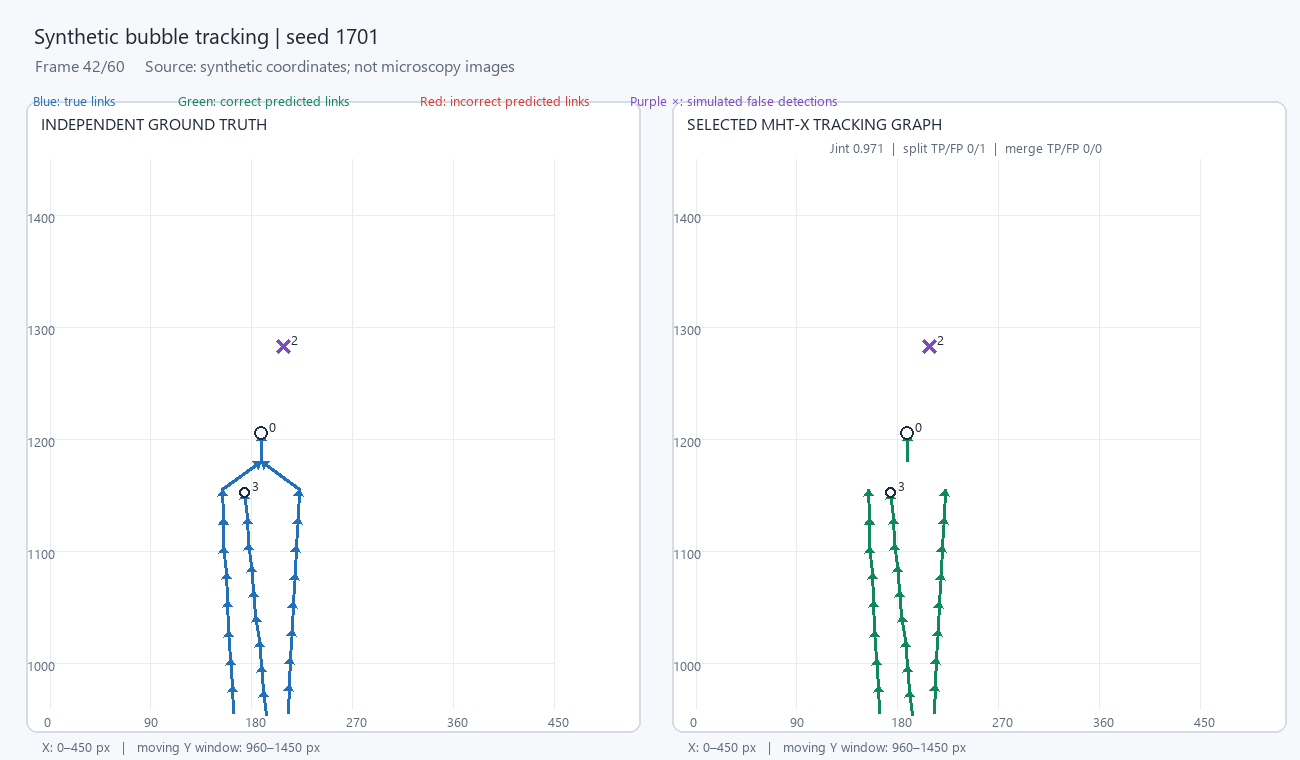 Synthetic bubble tracking | seed 1701
Frame 42/60 Source: synthetic coordinates; not microscopy images
Blue: true links Green: correct predicted links Red: incorrect predicted links Purple ×: simulated false detections
INDEPENDENT GROUND TRUTH
1400
1300
2
1200
0
3
1100
1000
0 90 180 270 360 450
X: 0–450 px | moving Y window: 960–1450 px
SELECTED MHT-X TRACKING GRAPH
Jint 0.971 | split TP/FP 0/1 | merge TP/FP 0/0
1400
1300
2
1200
0
3
1100
1000
0 90 180 270 360 450
X: 0–450 px | moving Y window: 960–1450 px